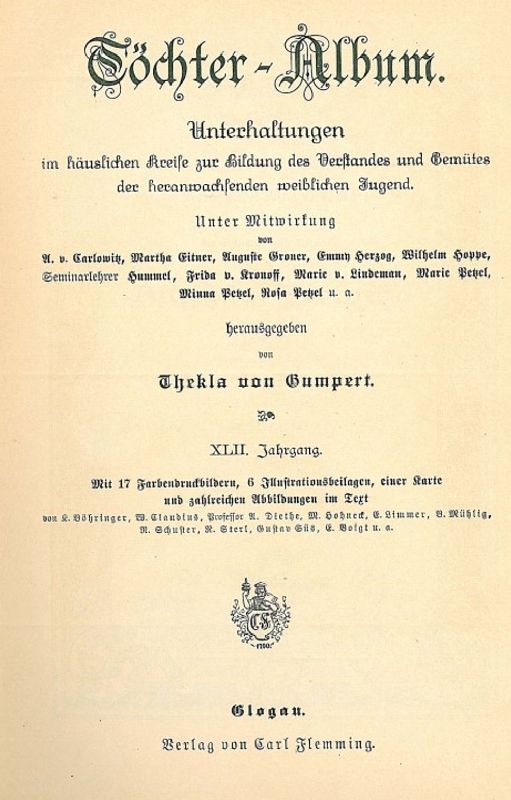 Töchter-Album.
Unterhaltungen
im häuslichen Kreise zur Bildung des Verstandes und Gemütes
der heranwachsenden weiblichen Jugend.
Unter Mitwirkung
von
A. v. Carlowitz, Martha Eitner, Auguste Groner, Emmy Herzog, Wilhelm Hoppe,
Seminarlehrer Hummel, Frida v. Kronoff, Marie v. Lindeman, Marie Petzel,
Minna Petzel, Rosa Petzel u. a.
herausgegeben
von
Thekla von Gumpert.
XLII. Jahrgang.
Mit 17 Farbendruckbildern, 6 Illustrationsbeilagen, einer Karte
und zahlreichen Abbildungen im Text
von K. Böhringer, W. Claudius, Professor A. Diethe, M. Hohneck, E. Limmer, B. Mühlig,
R. Schuster, R. Sterl, Gustav Süs, E. Voigt u. a.
C F
1790
Glogau.
Verlag von Carl Flemming.